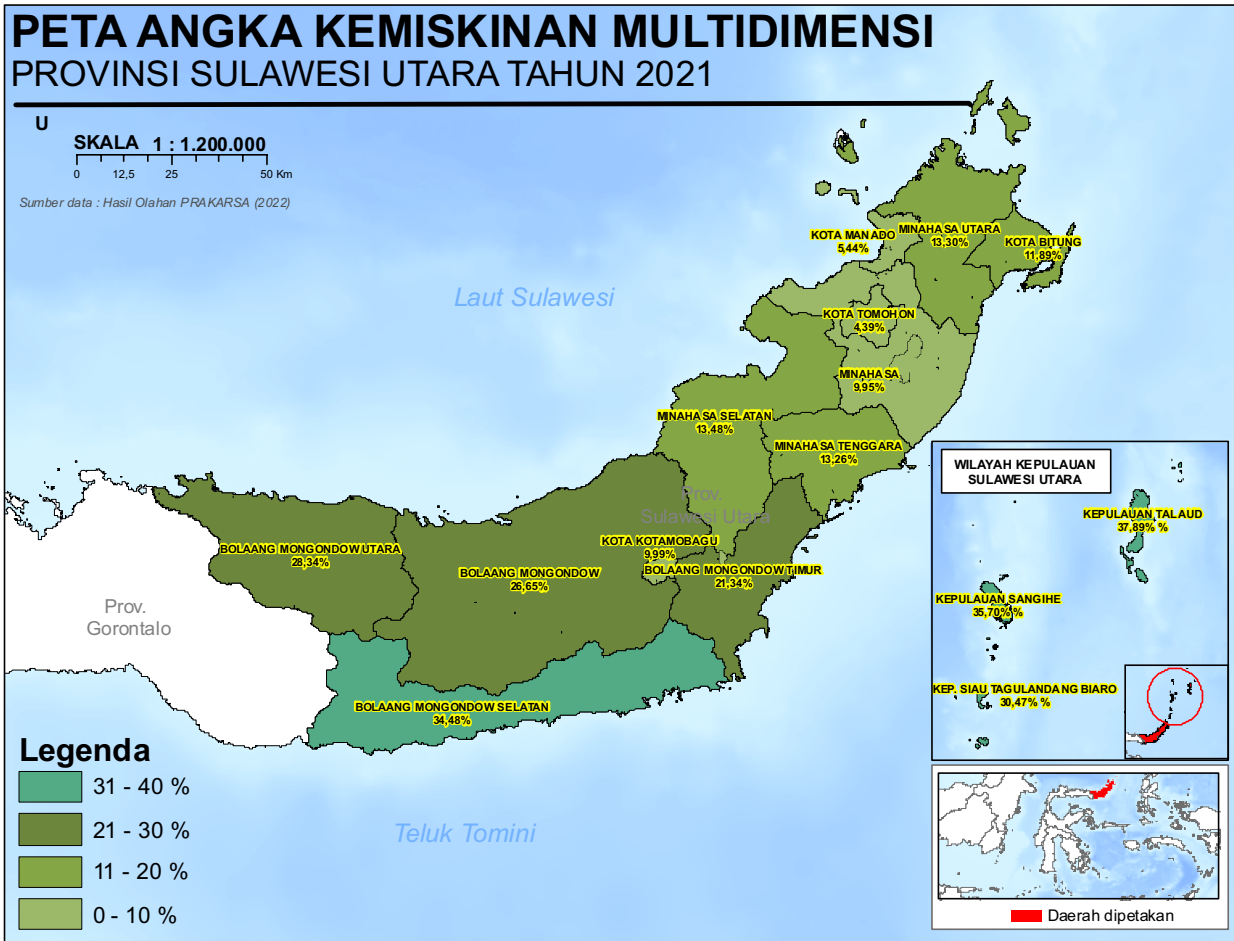 PETA ANGKA KEMISKINAN MULTIDIMENSI
PROVINSI SULAWESI UTARA TAHUN 2021
U
SKALA 1 : 1.200.000
0 12,5 25 50 Km
Sumber data : Hasil Olahan PRAKARSA (2022)
KOTA MANADO
5,44%
MINAHASA UTARA
13,30%
KOTA BITUNG
11,89%
Laut Sulawesi
KOTA TOMOHON
4,39%
MINAHASA
9,95%
MINAHASA SELATAN
13,48%
MINAHASA TENGGARA
13,26%
Prov.
Sulawesi Utara
BOLAANG MONGONDOW UTARA
28,34%
KOTA KOTAMOBAGU
9,99%
BOLAANG MONGONDOW
26,65%
BOLAANG MONGONDOW TIMUR
21,34%
Prov.
Gorontalo
BOLAANG MONGONDOW SELATAN
34,48%
Teluk Tomini
WILAYAH KEPULAUAN
SULAWESI UTARA
KEPULAUAN TALAUD
37,89% %
KEPULAUAN SANGIHE
35,70% %
KEP. SIAU TAGULANDANG BIARO
30,47% %
Legenda
31 - 40 %
21 - 30 %
11 - 20 %
0 - 10 %
Daerah dipetakan